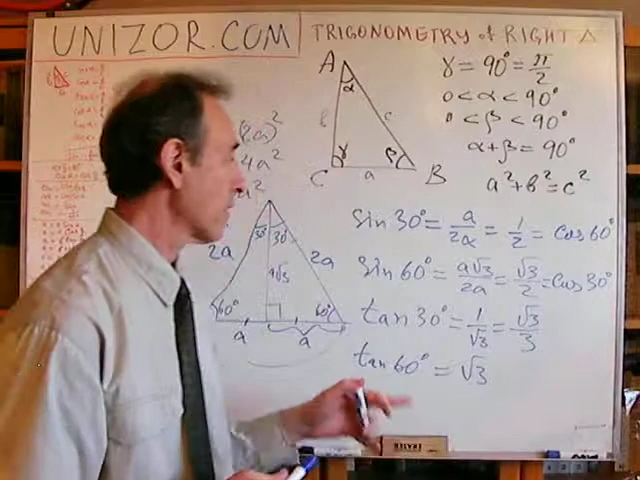 UNIZOR.COM
TRIGONOMETRY of RIGHT Δ
A
α
c
γ
β
C
a
B
γ = 90° = π/2
0 < α < 90°
0 < β < 90°
α + β = 90°
a² + b² = c²
4a²
30° 30°
2a
2a
a√3
60°
60°
a
a
sin 30° = a/2a = 1/2 = cos 60°
sin 60° = a√3/2a = √3/2 = cos 30°
tan 30° = 1/√3 = √3/3
tan 60° = √3